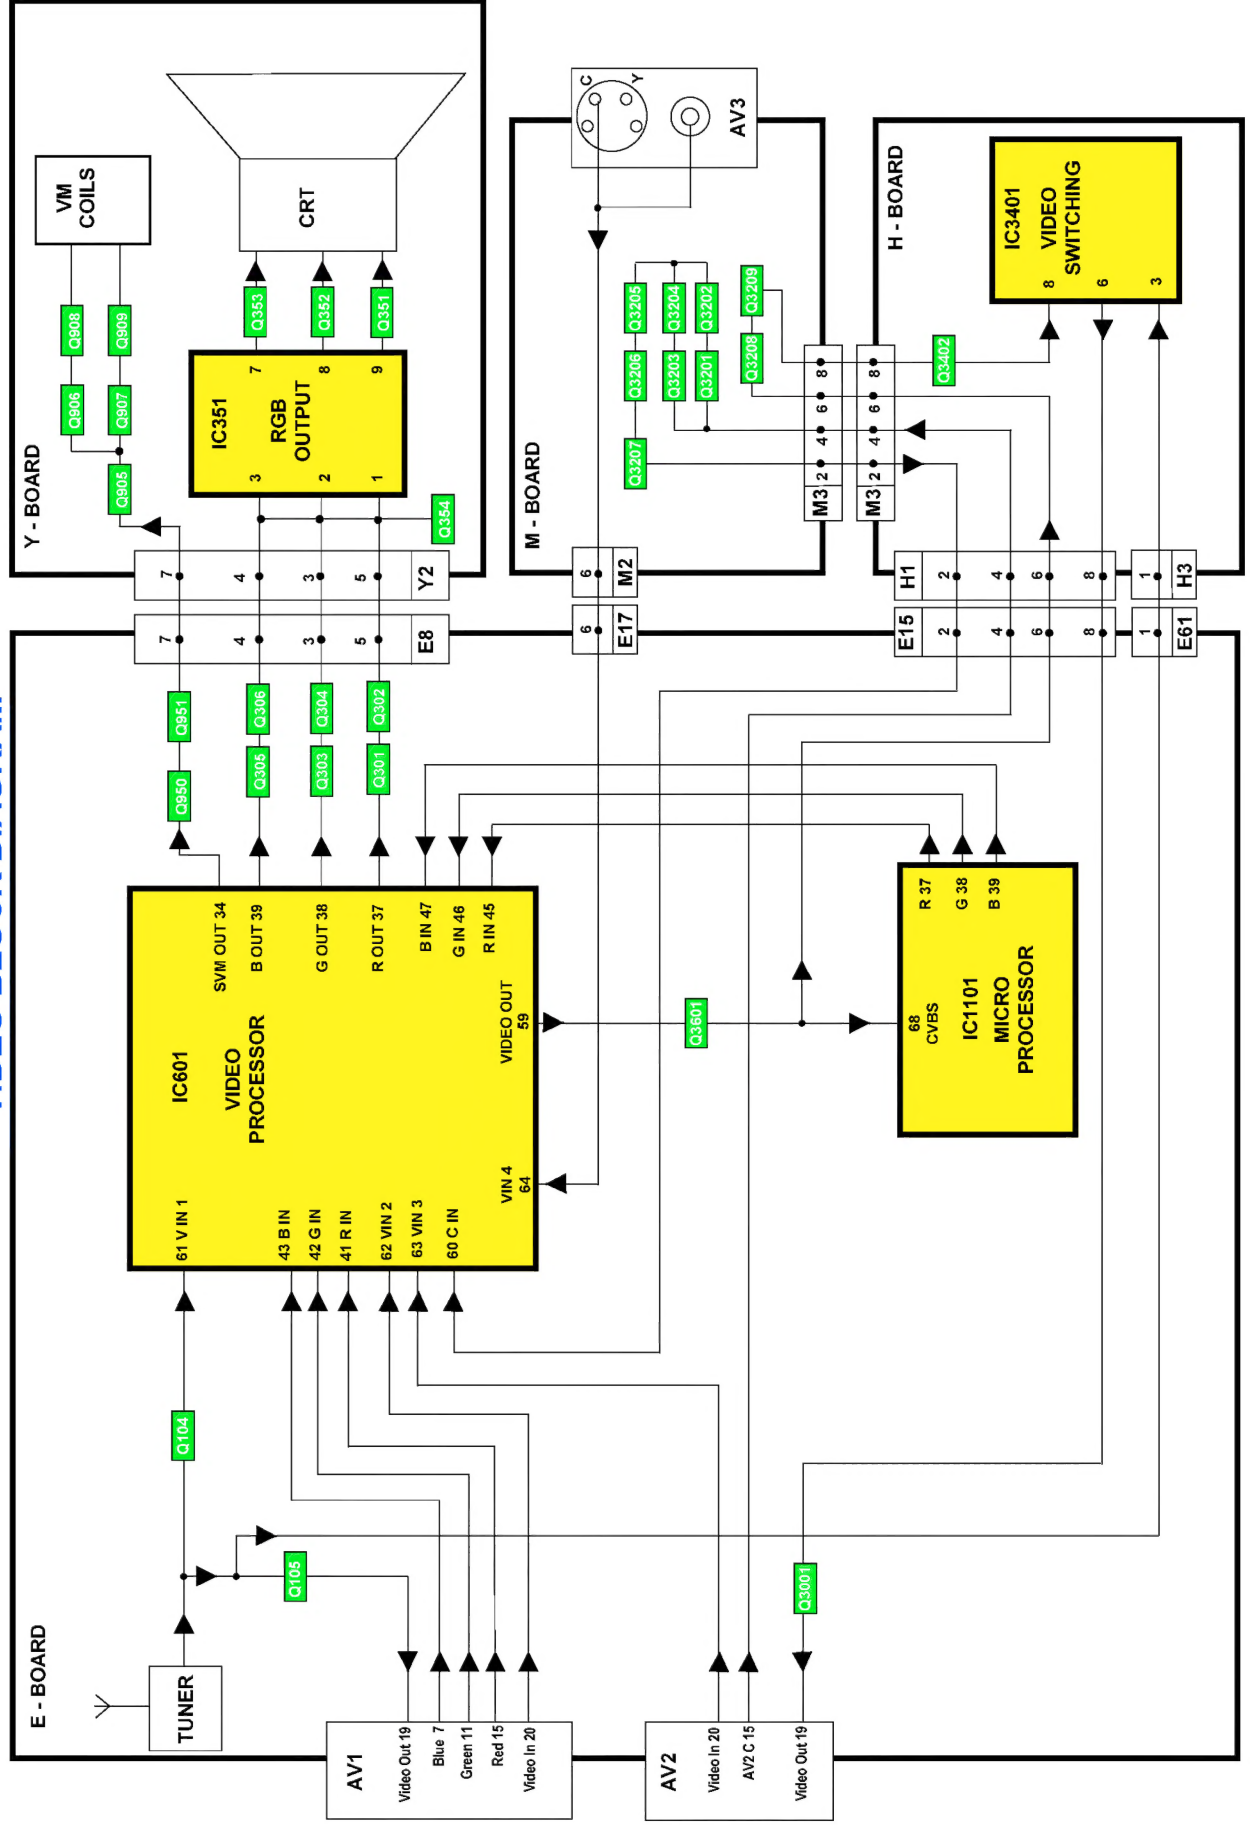 Y - BOARD
VM
COILS
Q908
Q909
Q906
Q907
Q905
CRT
Q353
Q352
Q351
IC351
RGB
OUTPUT
7
8
9
3
2
1
Q354
7
4
3
5
Y2
7
4
3
5
E8
M - BOARD
C
Y
AV3
Q3205
Q3204
Q3202
Q3209
Q3206
Q3203
Q3201
Q3208
Q3207
M3
2
4
6
8
M3
2
4
6
8
6
M2
6
E17
H - BOARD
IC3401
VIDEO
SWITCHING
8
6
3
Q3402
H1
2
4
6
8
1
H3
E15
2
4
6
8
1
E61
E - BOARD
Q951
Q950
Q306
Q305
Q304
Q303
Q302
Q301
IC601
VIDEO
PROCESSOR
SVM OUT 34
B OUT 39
G OUT 38
R OUT 37
B IN 47
G IN 46
R IN 45
VIDEO OUT
59
VIN 4
64
61 V IN 1
43 B IN
42 G IN
41 R IN
62 VIN 2
63 VIN 3
60 C IN
Q3601
IC1101
MICRO
PROCESSOR
68
CVBS
R 37
G 38
B 39
Q104
Q105
Q3001
TUNER
AV1
Video Out 19
Blue 7
Green 11
Red 15
Video In 20
AV2
Video In 20
AV2 C 15
Video Out 19